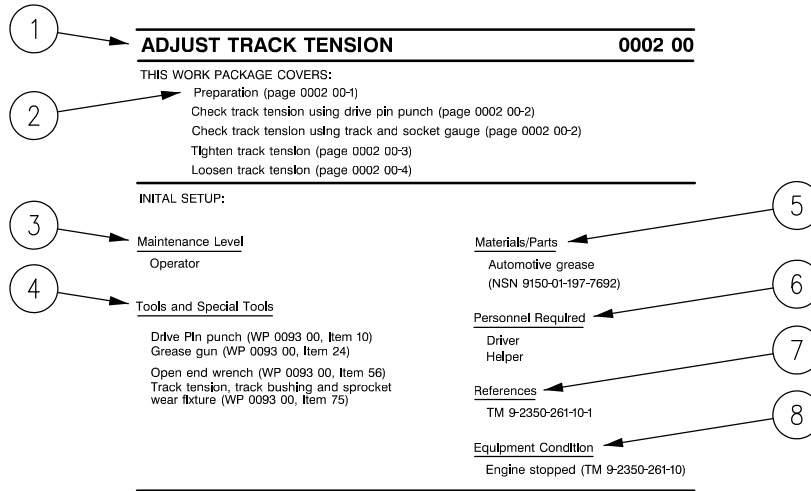 1
ADJUST TRACK TENSION 0002 00
THIS WORK PACKAGE COVERS:
2
Preparation (page 0002 00-1)
Check track tension using drive pin punch (page 0002 00-2)
Check track tension using track and socket gauge (page 0002 00-2)
Tighten track tension (page 0002 00-3)
Loosen track tension (page 0002 00-4)
INITAL SETUP:
3
Maintenance Level
Operator
4
Tools and Special Tools
Drive Pin punch (WP 0093 00, Item 10)
Grease gun (WP 0093 00, Item 24)
Open end wrench (WP 0093 00, Item 56)
Track tension, track bushing and sprocket
wear fixture (WP 0093 00, Item 75)
5
Materials/Parts
Automotive grease
(NSN 9150-01-197-7692)
6
Personnel Required
Driver
Helper
7
References
TM 9-2350-261-10-1
8
Equipment Condition
Engine stopped (TM 9-2350-261-10)